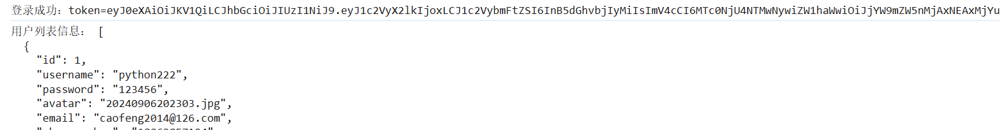 登录成功：token=eyJ0eXAiOiJKV1QiLCJhbGciOiJIUzI1NiJ9.eyJ1c2VyX2lkIjoxLCJ1c2VybmFtZSI6InB5dGhvbjIyMiIsImV4cCI6MTc0NjU4NTMwNywiZW1haWwiOiJjYW9mZW5nMjAxNEAxMjYu
用户列表信息： [
{
"id": 1,
"username": "python222",
"password": "123456",
"avatar": "20240906202303.jpg",
"email": "caofeng2014@126.com",